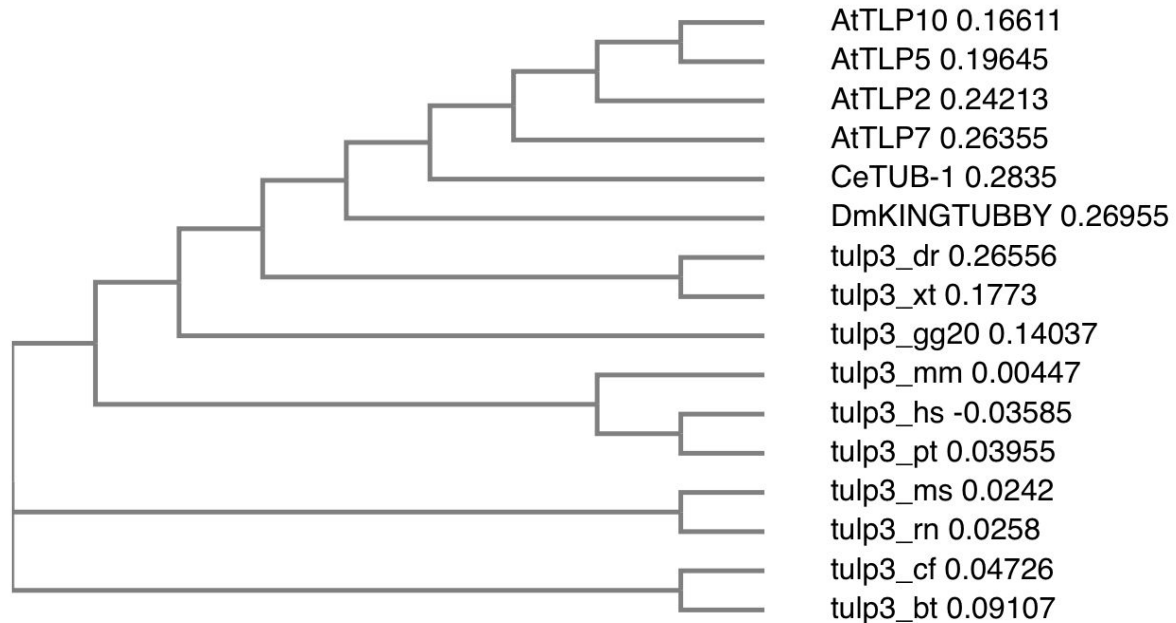 AtTLP10 0.16611
AtTLP5 0.19645
AtTLP2 0.24213
AtTLP7 0.26355
CeTUB-1 0.2835
DmKINGTUBBY 0.26955
tulp3_dr 0.26556
tulp3_xt 0.1773
tulp3_gg20 0.14037
tulp3_mm 0.00447
tulp3_hs -0.03585
tulp3_pt 0.03955
tulp3_ms 0.0242
tulp3_rn 0.0258
tulp3_cf 0.04726
tulp3_bt 0.09107